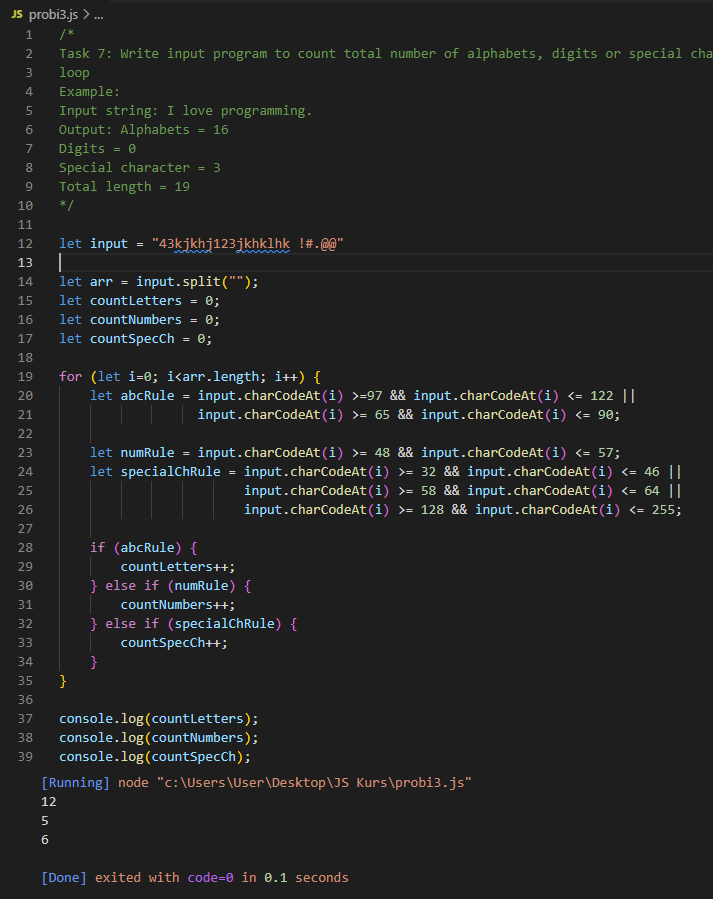 JS probi3.js > ...
1 /*
2 Task 7: Write input program to count total number of alphabets, digits or special cha
3 loop
4 Example:
5 Input string: I love programming.
6 Output: Alphabets = 16
7 Digits = 0
8 Special character = 3
9 Total length = 19
10 */
11
12 let input = "43kjkhj123jkhklhk !#.@@"
13
14 let arr = input.split("");
15 let countLetters = 0;
16 let countNumbers = 0;
17 let countSpecCh = 0;
18
19 for (let i=0; i<arr.length; i++) {
20 let abcRule = input.charCodeAt(i) >=97 && input.charCodeAt(i) <= 122 ||
21 input.charCodeAt(i) >= 65 && input.charCodeAt(i) <= 90;
22
23 let numRule = input.charCodeAt(i) >= 48 && input.charCodeAt(i) <= 57;
24 let specialChRule = input.charCodeAt(i) >= 32 && input.charCodeAt(i) <= 46 ||
25 input.charCodeAt(i) >= 58 && input.charCodeAt(i) <= 64 ||
26 input.charCodeAt(i) >= 128 && input.charCodeAt(i) <= 255;
27
28 if (abcRule) {
29 countLetters++;
30 } else if (numRule) {
31 countNumbers++;
32 } else if (specialChRule) {
33 countSpecCh++;
34 }
35 }
36
37 console.log(countLetters);
38 console.log(countNumbers);
39 console.log(countSpecCh);
[Running] node "c:\Users\User\Desktop\JS Kurs\probi3.js"
12
5
6
[Done] exited with code=0 in 0.1 seconds